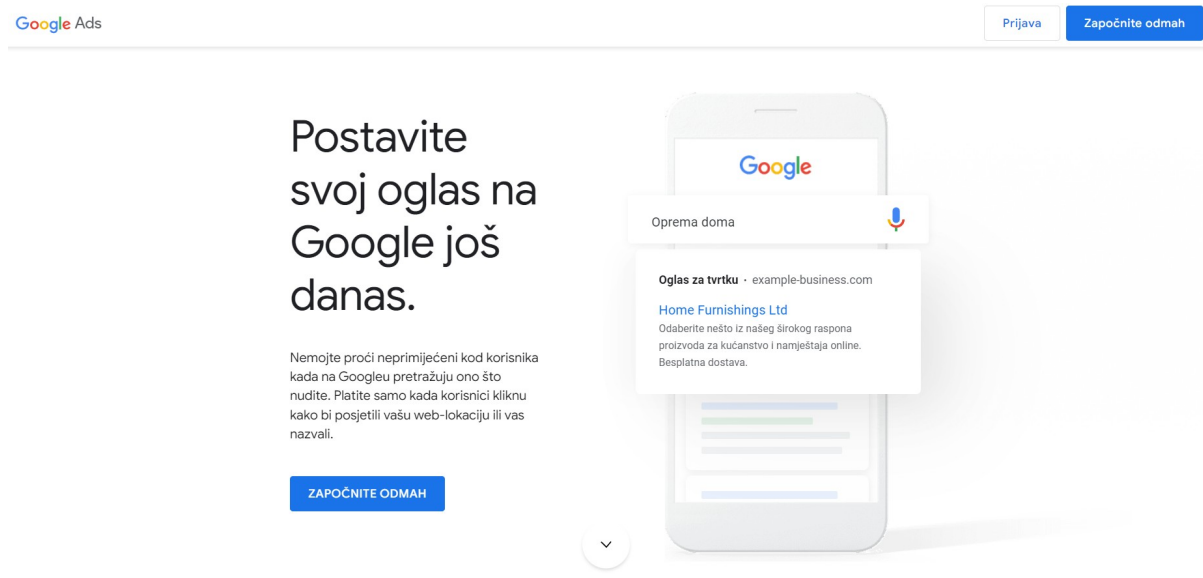 Google Ads
Prijava
Započnite odmah
Postavite
svoj oglas na
Google još
danas.
Nemojte proći neprimijećeni kod korisnika
kada na Googleu pretražuju ono što
nudite. Platite samo kada korisnici kliknu
kako bi posjetili vašu web-lokaciju ili vas
nazvali.
ZAPOČNITE ODMAH
Google
Oprema doma
Oglas za tvrtku · example-business.com
Home Furnishings Ltd
Odaberite nešto iz našeg širokog raspona
proizvoda za kućanstvo i namještaja online.
Besplatna dostava.